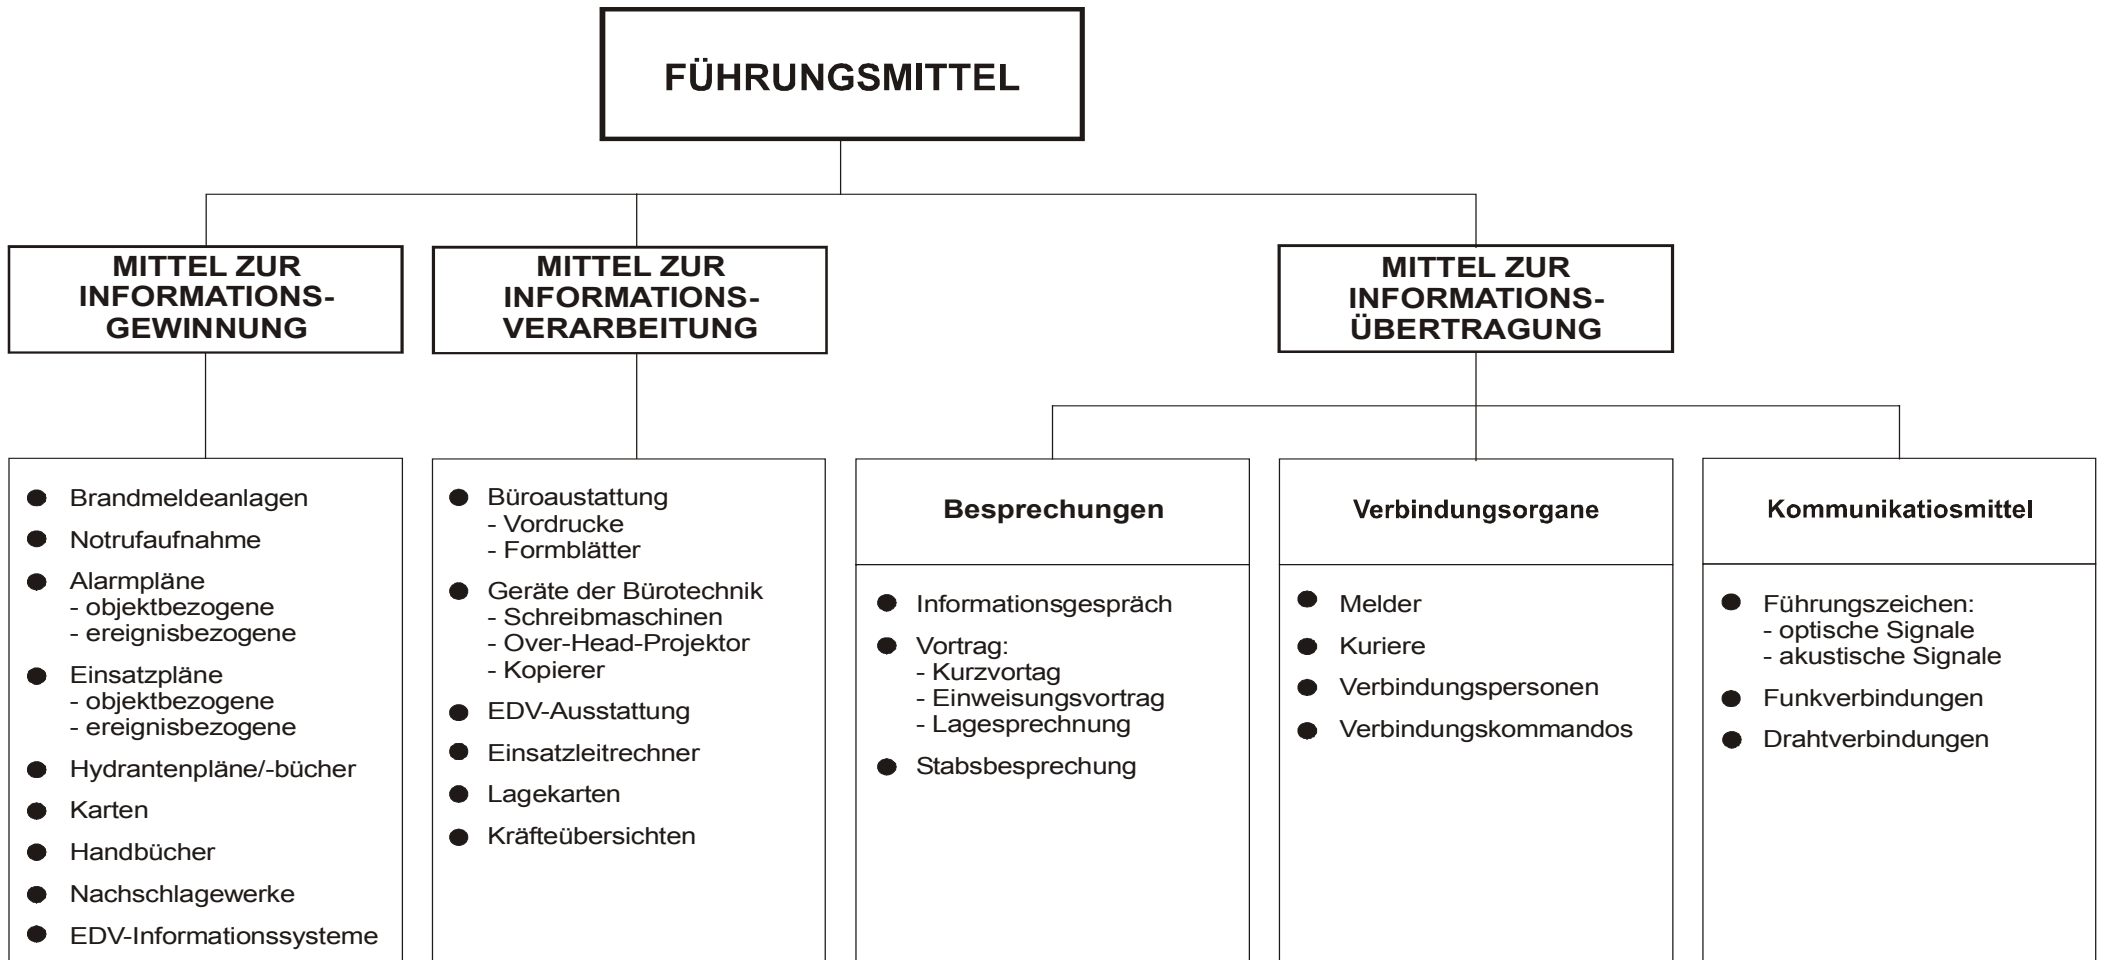 FÜHRUNGSMITTEL
MITTEL ZUR
INFORMATIONS-
GEWINNUNG
MITTEL ZUR
INFORMATIONS-
VERARBEITUNG
MITTEL ZUR
INFORMATIONS-
ÜBERTRAGUNG
Brandmeldeanlagen
Notrufaufnahme
Alarmpläne
- objektbezogene
- ereignisbezogene
Einsatzpläne
- objektbezogene
- ereignisbezogene
Hydrantenpläne/-bücher
Karten
Handbücher
Nachschlagewerke
EDV-Informationssysteme
Büroaustattung
- Vordrucke
- Formblätter
Geräte der Bürotechnik
- Schreibmaschinen
- Over-Head-Projektor
- Kopierer
EDV-Ausstattung
Einsatzleitrechner
Lagekarten
Kräfteübersichten
Besprechungen
Informationsgespräch
Vortrag:
- Kurzvortag
- Einweisungsvortrag
- Lagesprechnung
Stabsbesprechung
Verbindungsorgane
Melder
Kuriere
Verbindungspersonen
Verbindungskommandos
Kommunikatiosmittel
Führungszeichen:
- optische Signale
- akustische Signale
Funkverbindungen
Drahtverbindungen